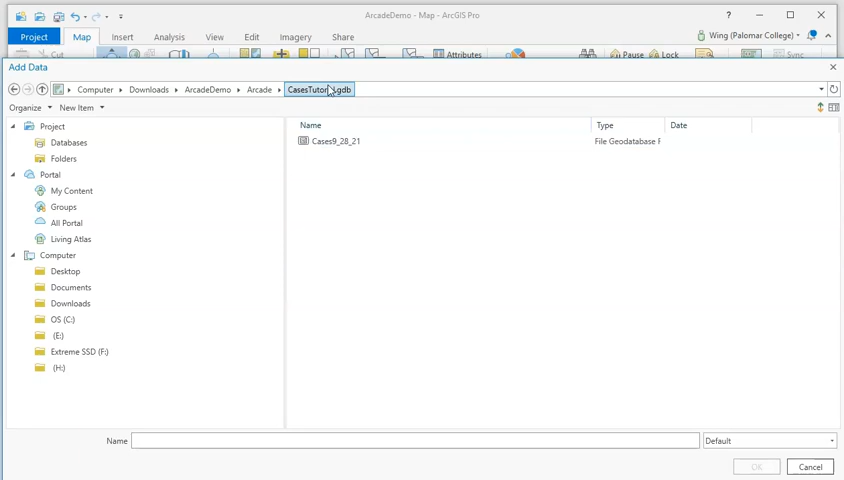 ArcadeDemo - Map - ArcGIS Pro
?
Project Map Insert Analysis View Edit Imagery Share
Wing (Palomar College)
Cut Attributes Pause Lock Sync
Add Data
Computer Downloads ArcadeDemo Arcade
Organize New Item
Project
Databases
Folders
Portal
My Content
Groups
All Portal
Living Atlas
Computer
Desktop
Documents
Downloads
OS (C:)
(E:)
Extreme SSD (F:)
(H:)
Name Type Date
Cases9_28_21 File Geodatabase F
Name Default
OK Cancel